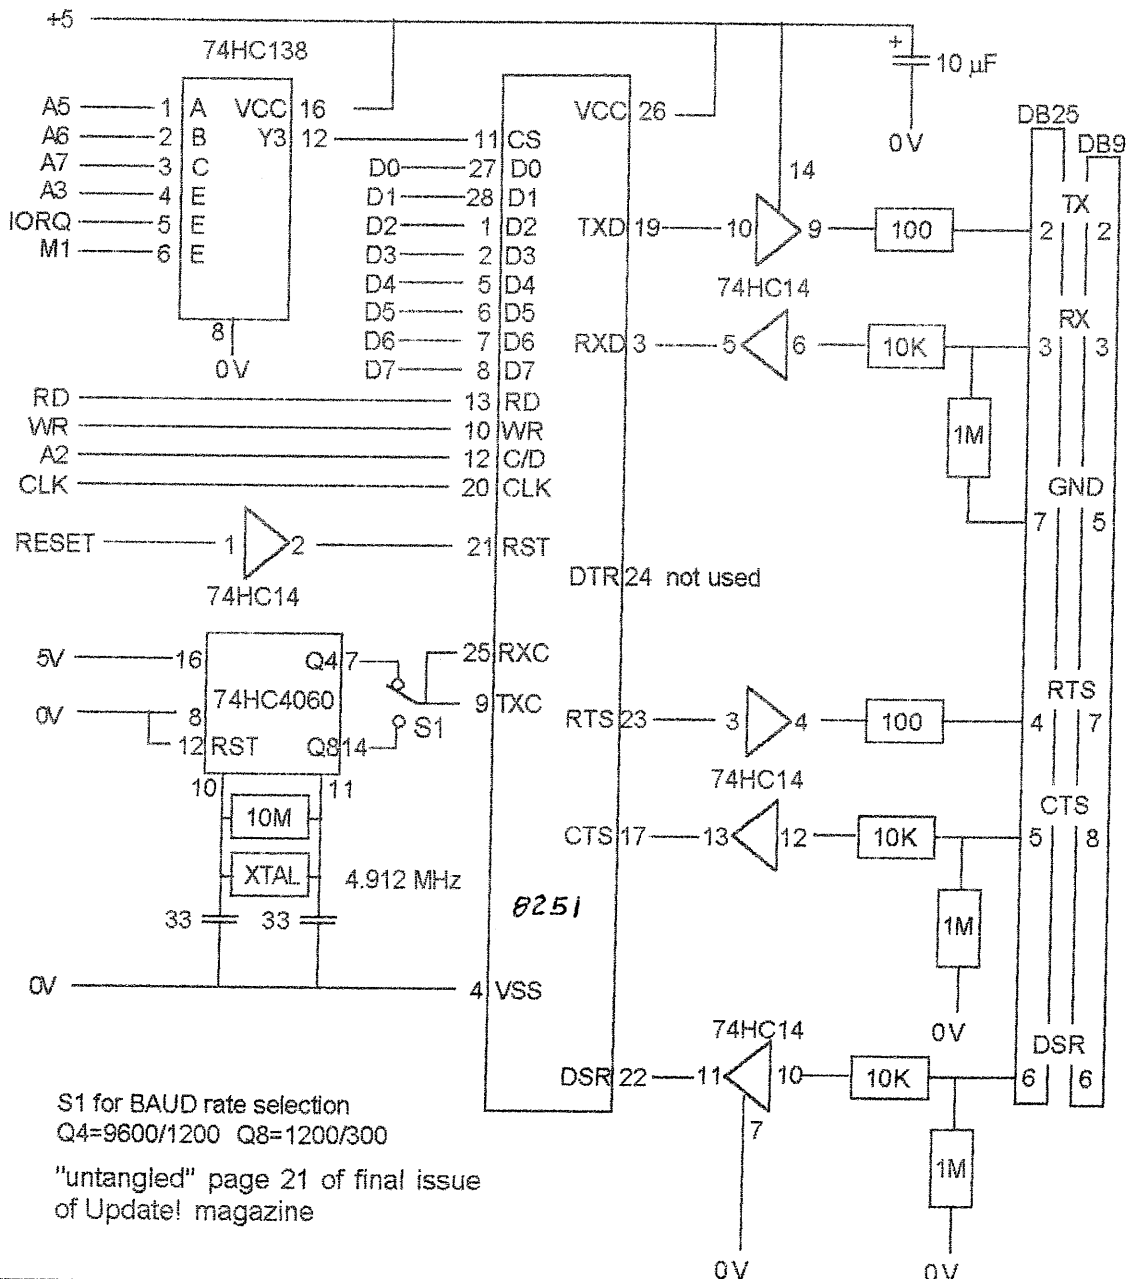 +5
74HC138
+
10 µF
0V
A5 1 A VCC 16
A6 2 B Y3 12
A7 3 C
A3 4 E
IORQ 5 E
M1 6 E
8
0V
VCC 26
11 CS
D0 27 D0
D1 28 D1
D2 1 D2
D3 2 D3
D4 5 D4
D5 6 D5
D6 7 D6
D7 8 D7
RD 13 RD
WR 10 WR
A2 12 C/D
CLK 20 CLK
RESET 1 2 21 RST
74HC14
DTR 24 not used
DB25
DB9
14
TXD 19 10 9 100 2 TX 2
74HC14
RXD 3 5 6 10K 3 RX 3
1M
GND
7 5
5V 16 Q4 7
74HC4060
0V 8
12 RST Q8 14
S1
25 RXC
9 TXC
10 11
10M
XTAL 4.912 MHz
33 33
0V 4 VSS
8251
RTS 23 3 4 100 4 RTS 7
74HC14
CTS 17 13 12 10K 5 CTS 8
1M
0V
74HC14
DSR 22 11 10 10K 6 DSR 6
7
1M
0V
0V
S1 for BAUD rate selection
Q4=9600/1200 Q8=1200/300
"untangled" page 21 of final issue
of Update! magazine